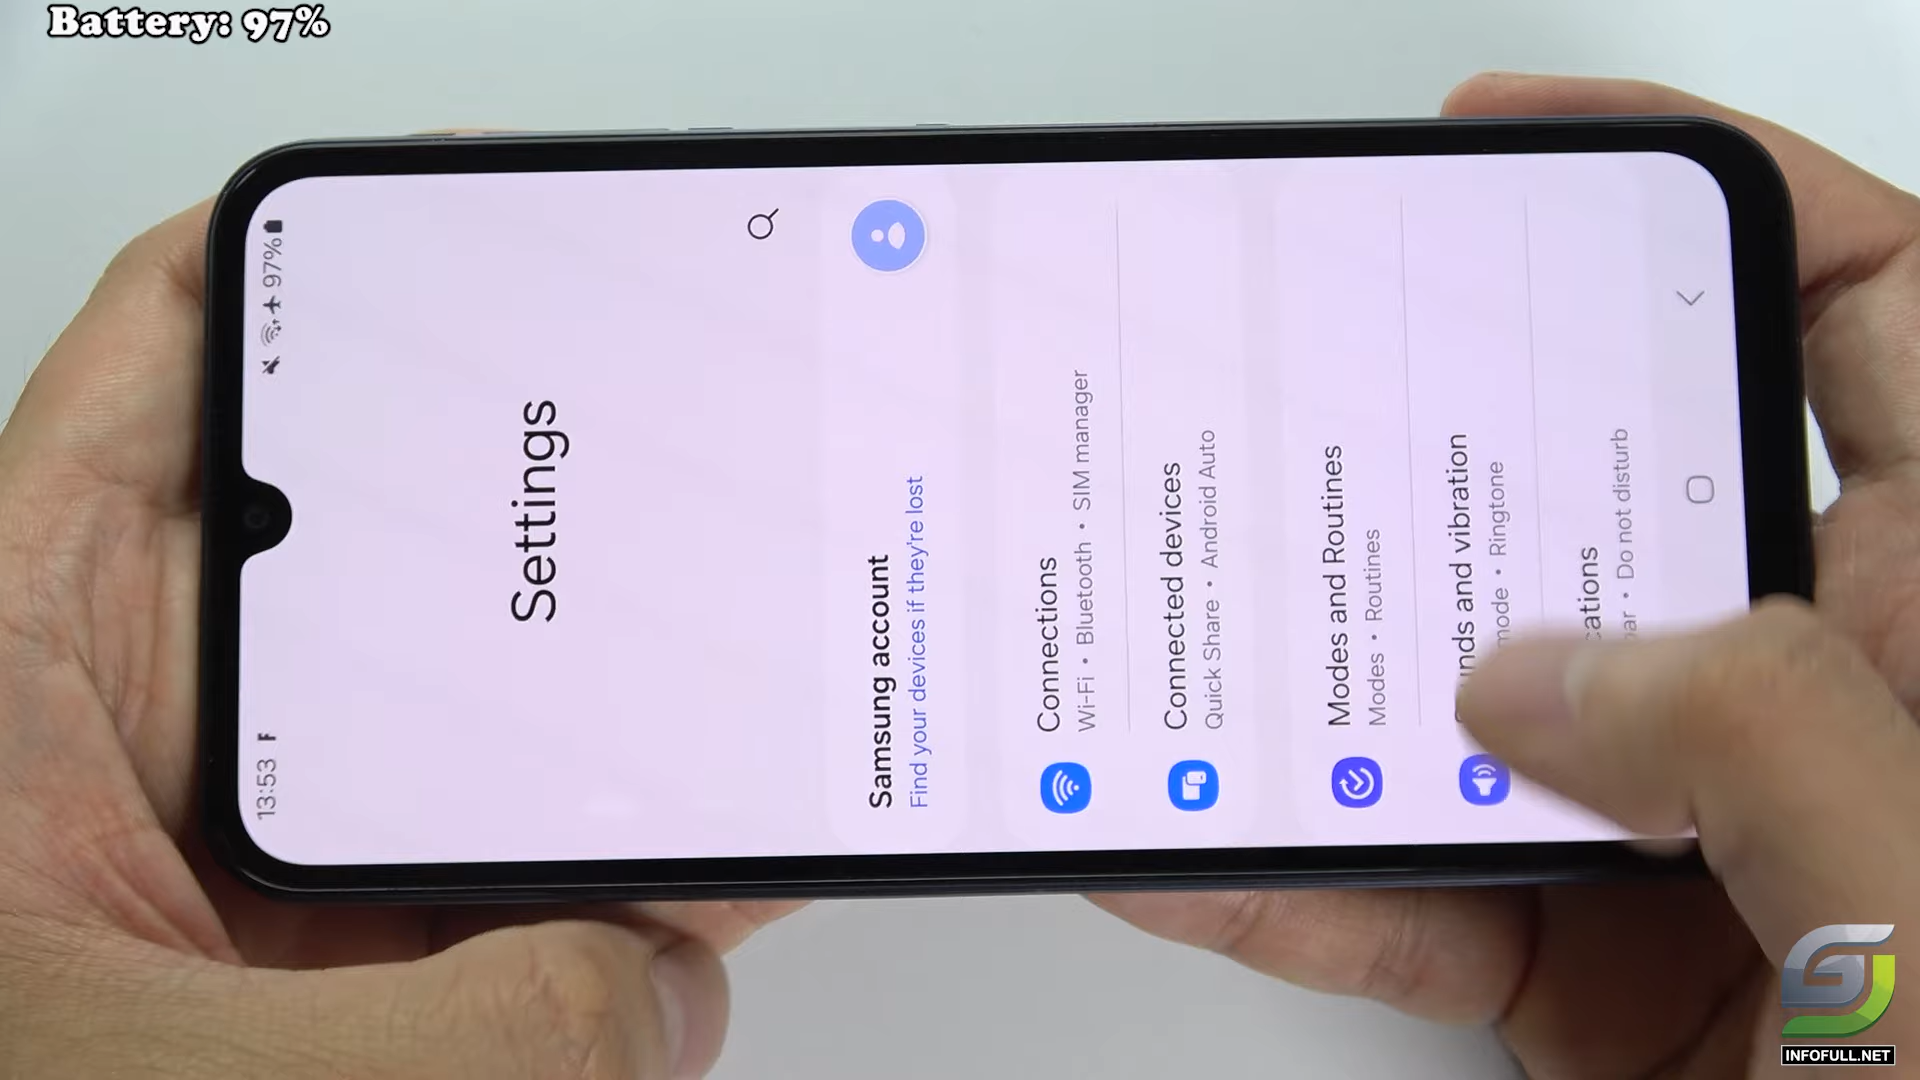 Battery: 97%
13:53 F
97%
Settings
Samsung account
Find your devices if they're lost
Connections
Wi-Fi • Bluetooth • SIM manager
Connected devices
Quick Share • Android Auto
Modes and Routines
Modes • Routines
and vibration
mode • Ringtone
• Do not disturb
INFOFULL.NET